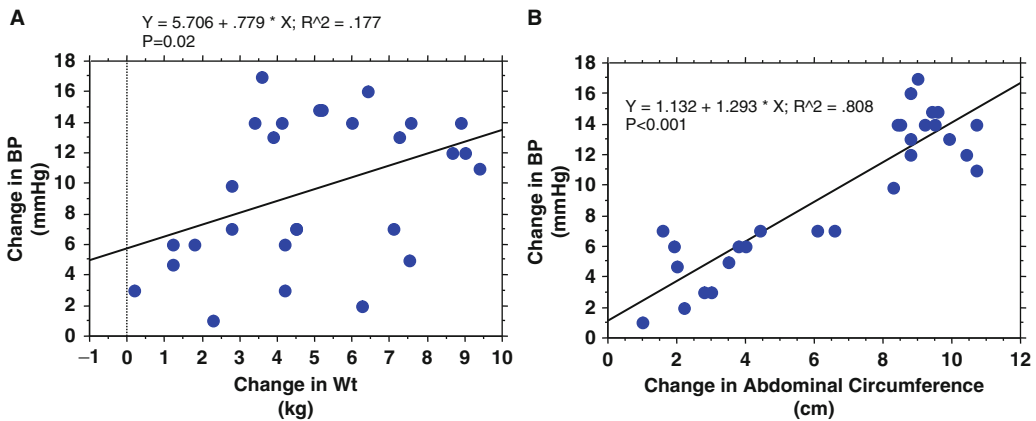 A
Y = 5.706 + .779 * X; R^2 = .177
P=0.02
18
16
14
12
10
8
6
4
2
0
Change in BP
(mmHg)
–1 0 1 2 3 4 5 6 7 8 9 10
Change in Wt
(kg)
B
Y = 1.132 + 1.293 * X; R^2 = .808
P<0.001
18
16
14
12
10
8
6
4
2
0
Change in BP
(mmHg)
0 2 4 6 8 10 12
Change in Abdominal Circumference
(cm)